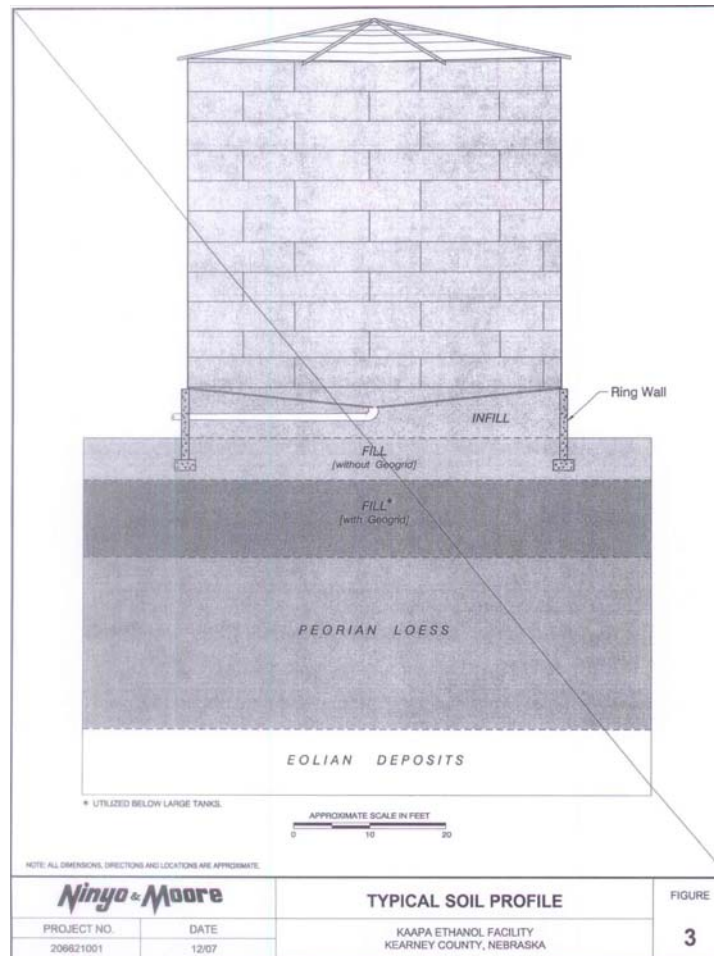 Ring Wall
INFILL
FILL
[without Geogrid]
FILL*
[with Geogrid]
PEORIAN LOESS
EOLIAN DEPOSITS
* UTILIZED BELOW LARGE TANKS.
APPROXIMATE SCALE IN FEET
0 10 20
NOTE: ALL DIMENSIONS, DIRECTIONS AND LOCATIONS ARE APPROXIMATE.
Ninyo & Moore
TYPICAL SOIL PROFILE
FIGURE
PROJECT NO.
DATE
KAAPA ETHANOL FACILITY
KEARNEY COUNTY, NEBRASKA
3
206621001
12/07